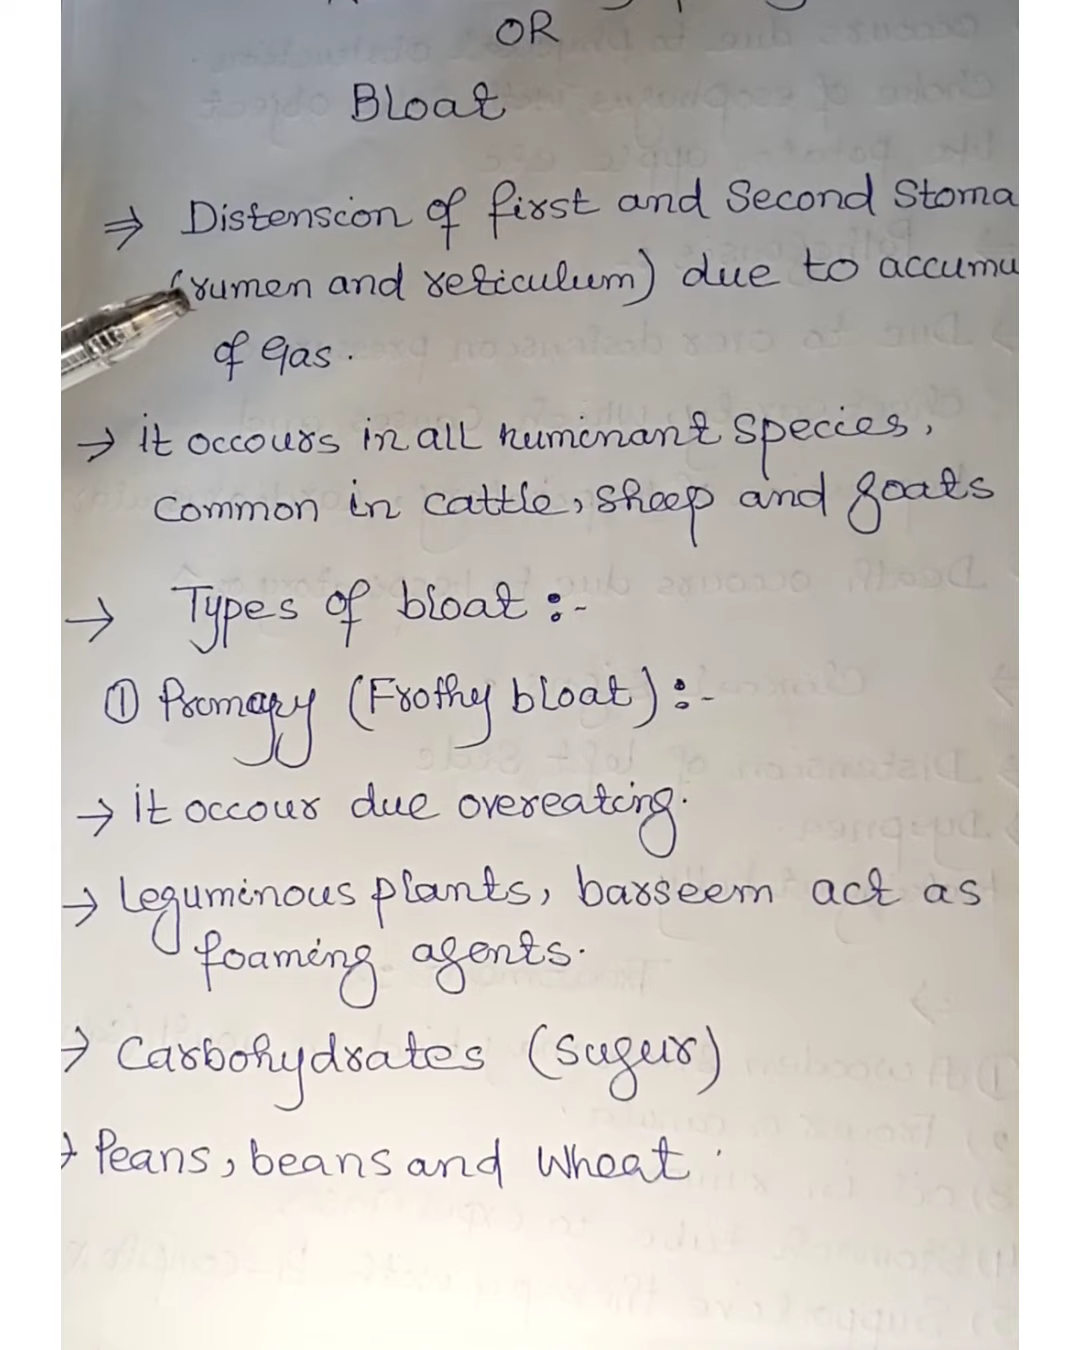 OR
Bloat
⇒ Distension of first and Second Stoma
(rumen and reticulum) due to accumu
of gas.
→ it occours in all ruminant species,
common in cattle, sheep and goats
→ Types of bloat :-
① Primary (Frothy bloat) :-
→ it occour due overeating.
→ Leguminous plants, barseem act as
foaming agents.
→ Carbohydrates (Sugur)
→ Peans, beans and wheat.